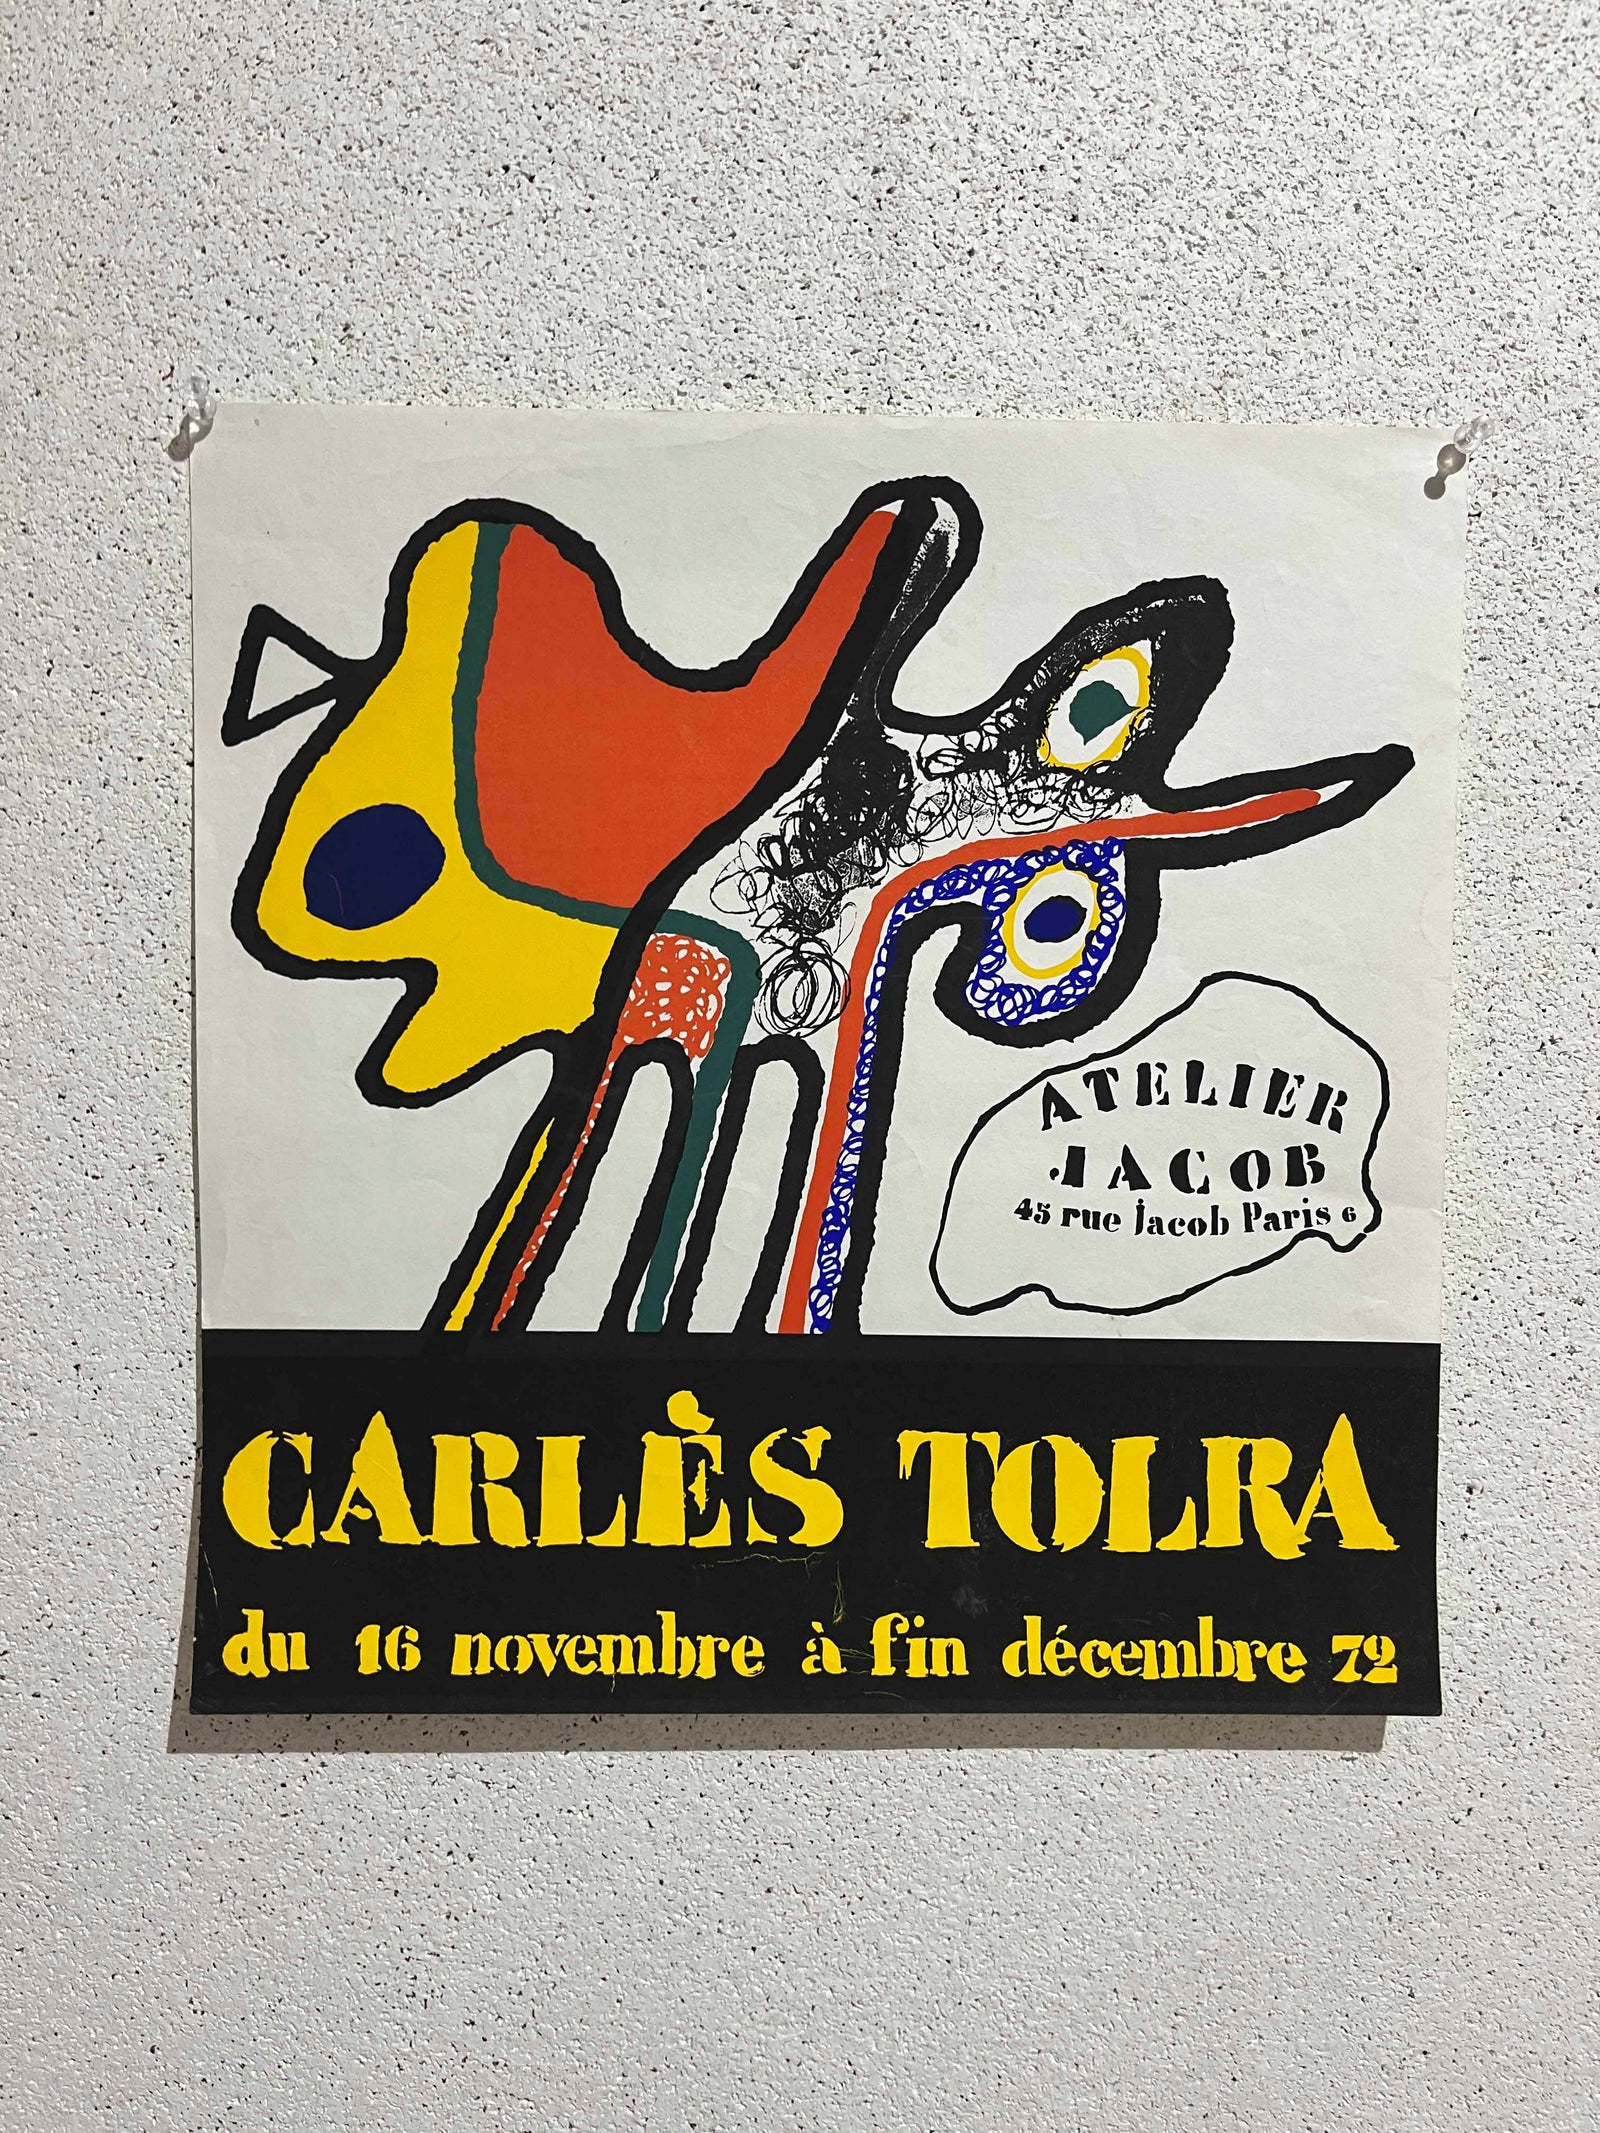 ATELIER
JACOB
45 rue Jacob Paris 6
CARLÈS TOLRA
du 16 novembre à fin décembre 72